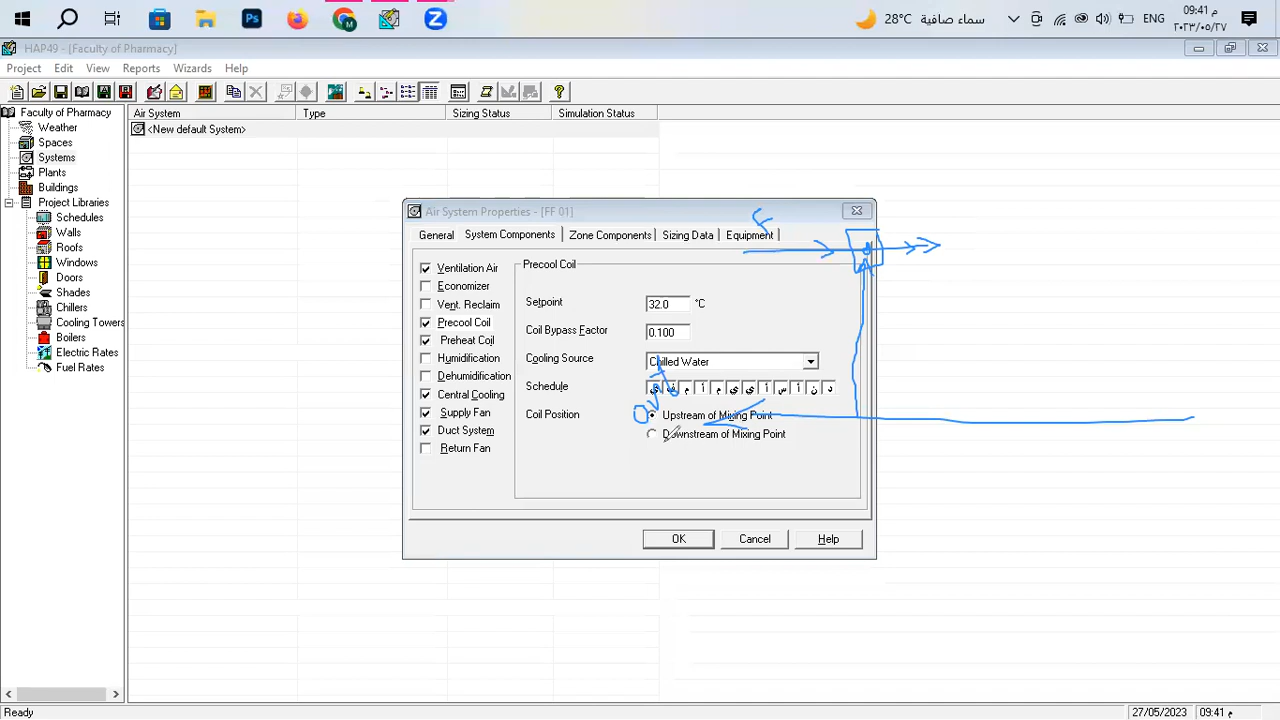 28°C سماء صافية ENG 09:41 م
٢٠٢٣/٠٥/٢٧
HAP49 - [Faculty of Pharmacy]
Project Edit View Reports Wizards Help
Faculty of Pharmacy
Weather
Spaces
Systems
Plants
Buildings
Project Libraries
Schedules
Walls
Roofs
Windows
Doors
Shades
Chillers
Cooling Towers
Boilers
Electric Rates
Fuel Rates
Air System Type Sizing Status Simulation Status
<New default System>
Air System Properties - [FF 01]
General System Components Zone Components Sizing Data Equipment
Ventilation Air
Economizer
Vent. Reclaim
Precool Coil
Preheat Coil
Humidification
Dehumidification
Central Cooling
Supply Fan
Duct System
Return Fan
Precool Coil
Setpoint 32.0 °C
Coil Bypass Factor 0.100
Cooling Source Chilled Water
Schedule ي ف م أ م ي ي أ س أ ن د
Coil Position Upstream of Mixing Point
Downstream of Mixing Point
OK Cancel Help
F
Ready 27/05/2023 09:41 م